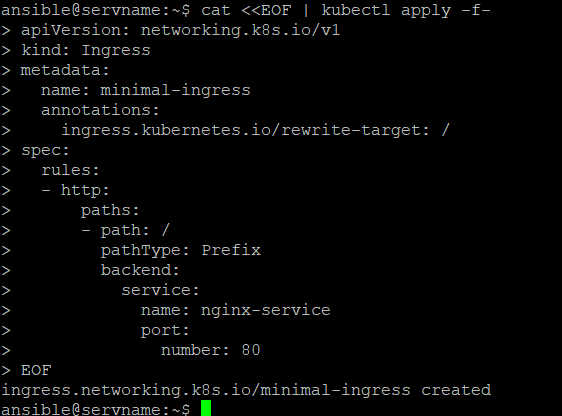 ansible@servname:~$ cat <<EOF | kubectl apply -f-
> apiVersion: networking.k8s.io/v1
> kind: Ingress
> metadata:
>   name: minimal-ingress
>   annotations:
>     ingress.kubernetes.io/rewrite-target: /
> spec:
>   rules:
>   - http:
>       paths:
>       - path: /
>         pathType: Prefix
>         backend:
>           service:
>             name: nginx-service
>             port:
>               number: 80
> EOF
ingress.networking.k8s.io/minimal-ingress created
ansible@servname:~$